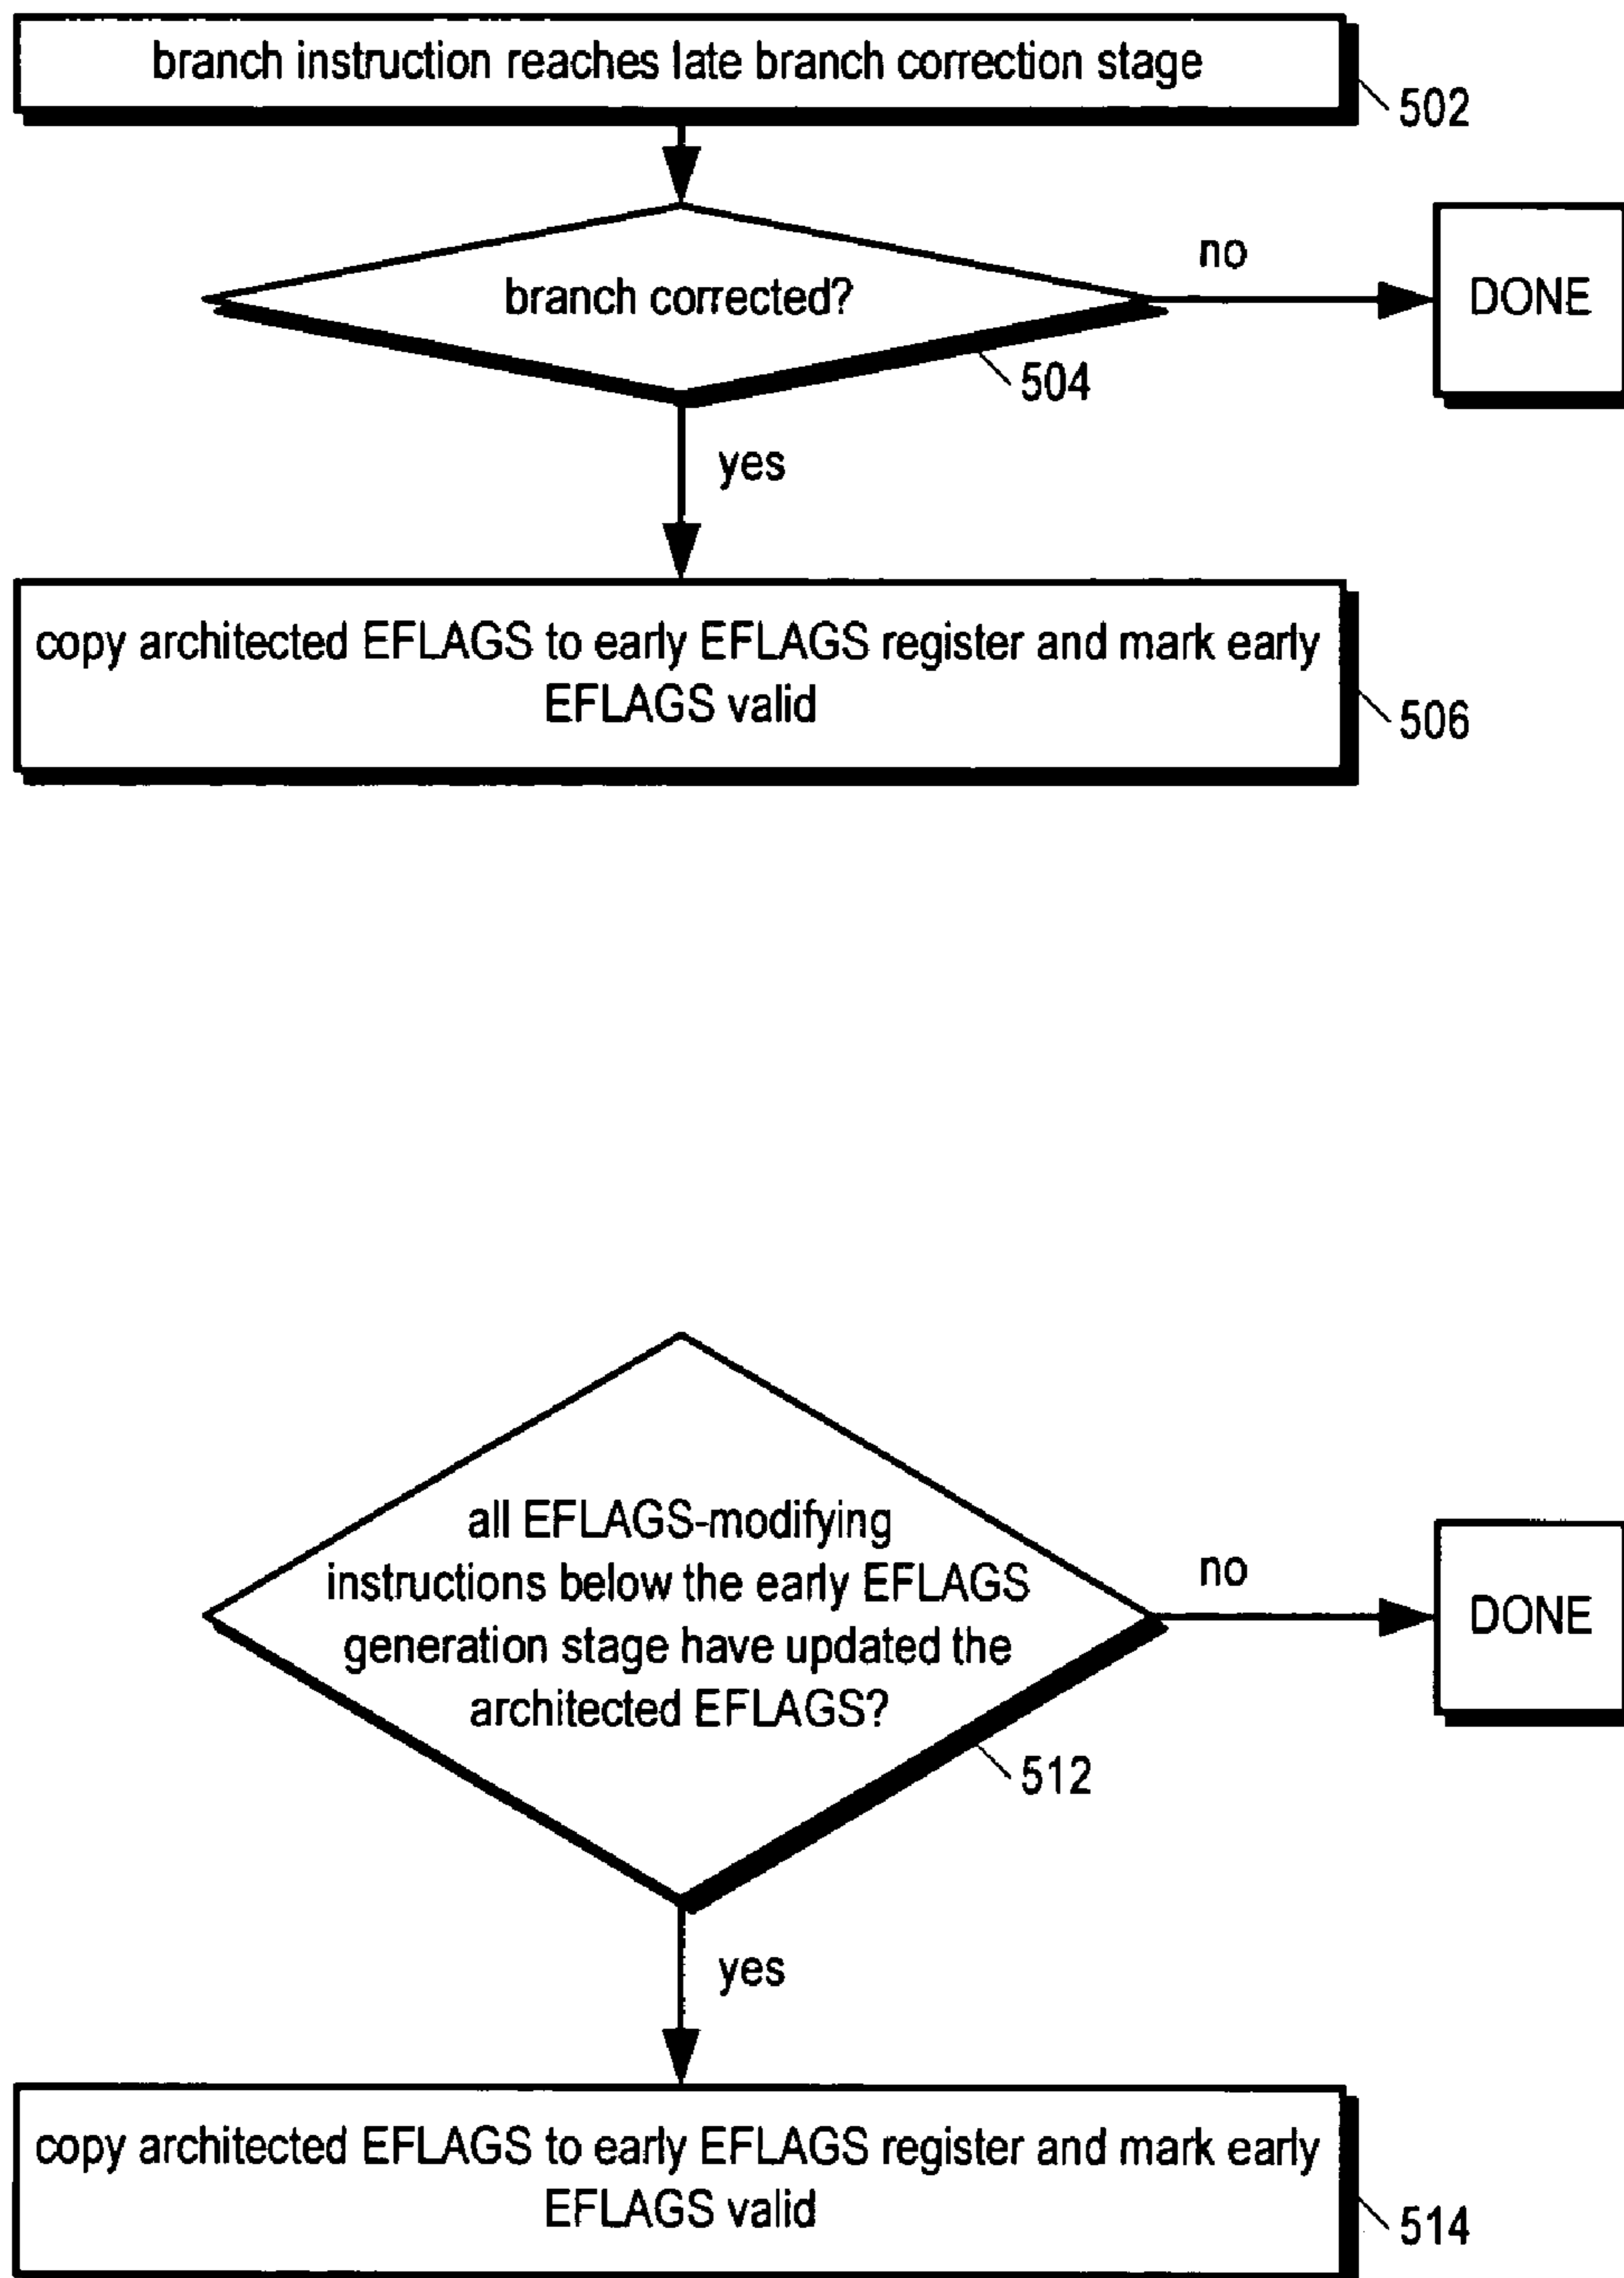 branch instruction reaches late branch correction stage
502
branch corrected?
no
DONE
504
yes
copy architected EFLAGS to early EFLAGS register and mark early
EFLAGS valid
506
all EFLAGS-modifying
instructions below the early EFLAGS
generation stage have updated the
architected EFLAGS?
no
DONE
512
yes
copy architected EFLAGS to early EFLAGS register and mark early
EFLAGS valid
514